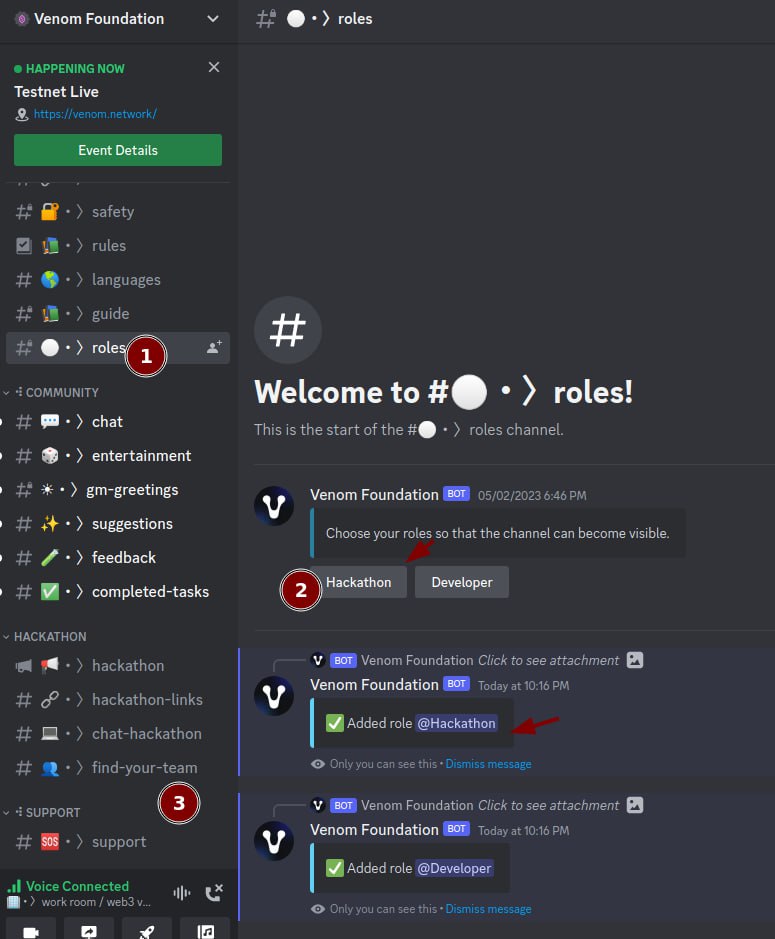 Venom Foundation
HAPPENING NOW
Testnet Live
https://venom.network/
Event Details
• 〉 safety
• 〉 rules
• 〉 languages
• 〉 guide
• 〉 roles
1
COMMUNITY
• 〉 chat
• 〉 entertainment
• 〉 gm-greetings
• 〉 suggestions
• 〉 feedback
• 〉 completed-tasks
HACKATHON
• 〉 hackathon
• 〉 hackathon-links
• 〉 chat-hackathon
• 〉 find-your-team
3
SUPPORT
SOS • 〉 support
Voice Connected
• 〉 work room / web3 v...
# ⚪ • 〉 roles
#
Welcome to #⚪ • 〉 roles!
This is the start of the #⚪ • 〉 roles channel.
Venom Foundation BOT 05/02/2023 6:46 PM
Choose your roles so that the channel can become visible.
2
Hackathon Developer
BOT Venom Foundation Click to see attachment
Venom Foundation BOT Today at 10:16 PM
✅ Added role @Hackathon
Only you can see this • Dismiss message
BOT Venom Foundation Click to see attachment
Venom Foundation BOT Today at 10:16 PM
✅ Added role @Developer
Only you can see this • Dismiss message